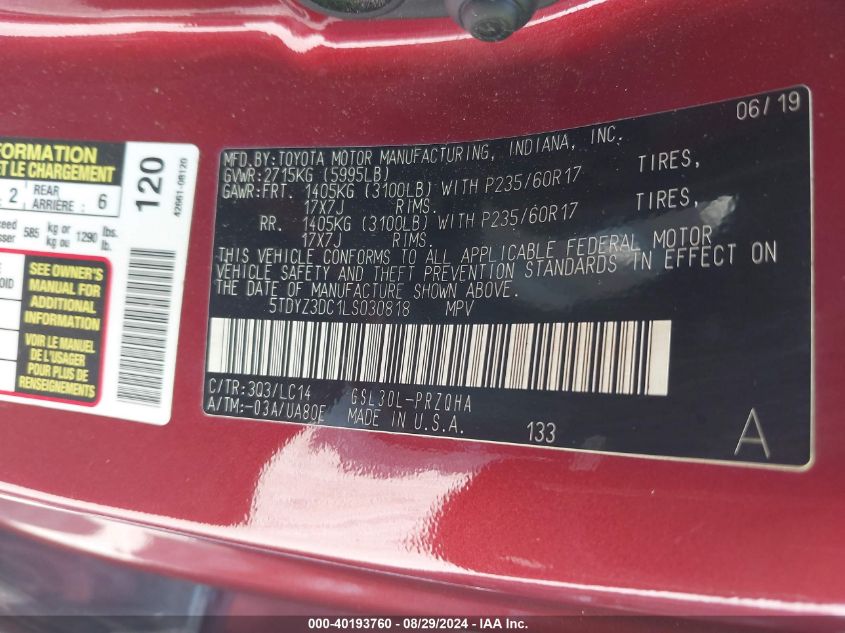 06/19
MFD. BY: TOYOTA MOTOR MANUFACTURING, INDIANA, INC.
GVWR: 2715KG (5995LB)
GAWR: FRT. 1405KG (3100LB) WITH P235/60R17 TIRES,
17X7J RIMS.
RR. 1405KG (3100LB) WITH P235/60R17 TIRES,
17X7J RIMS.
THIS VEHICLE CONFORMS TO ALL APPLICABLE FEDERAL MOTOR
VEHICLE SAFETY AND THEFT PREVENTION STANDARDS IN EFFECT ON
THE DATE OF MANUFACTURE SHOWN ABOVE.
5TDYZ3DC1LS030818 MPV
C/TR: 3Q3/LC14 GSL30L-PRZQHA
A/TM: -03A/UA80E MADE IN U.S.A.
133
A
FORMATION
ET LE CHARGEMENT
2 REAR ARRIÈRE: 6
585 kg or kg ou 1290 lbs. lb.
SEE OWNER'S
MANUAL FOR
ADDITIONAL
INFORMATION
VOIR LE MANUEL
DE L'USAGER
POUR PLUS DE
RENSEIGNEMENTS
120
42661-08120
000-40193760 - 08/29/2024 - IAA Inc.